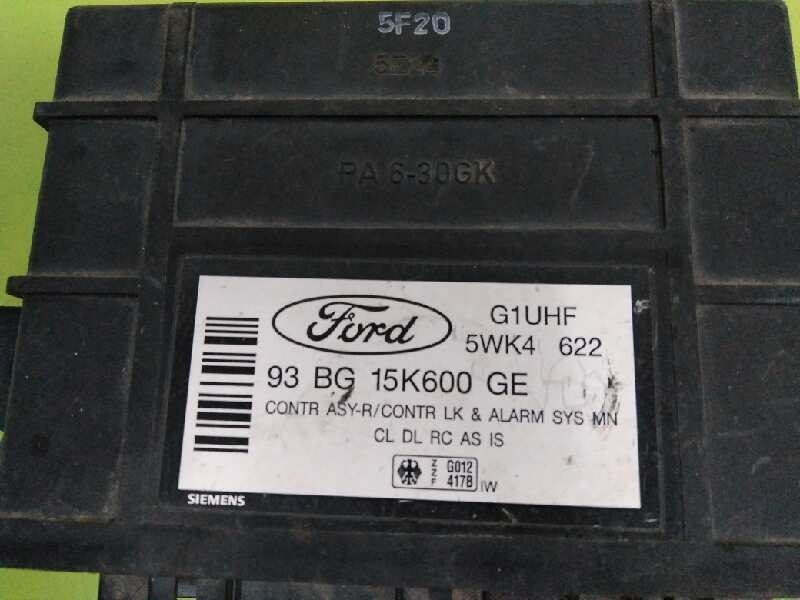 5F20
PA 6-30GK
Ford
G1UHF
5WK4 622
93 BG 15K600 GE
CONTR ASY-R/CONTR LK & ALARM SYS MN
CL DL RC AS IS
ZZF G012
4178 IW
SIEMENS